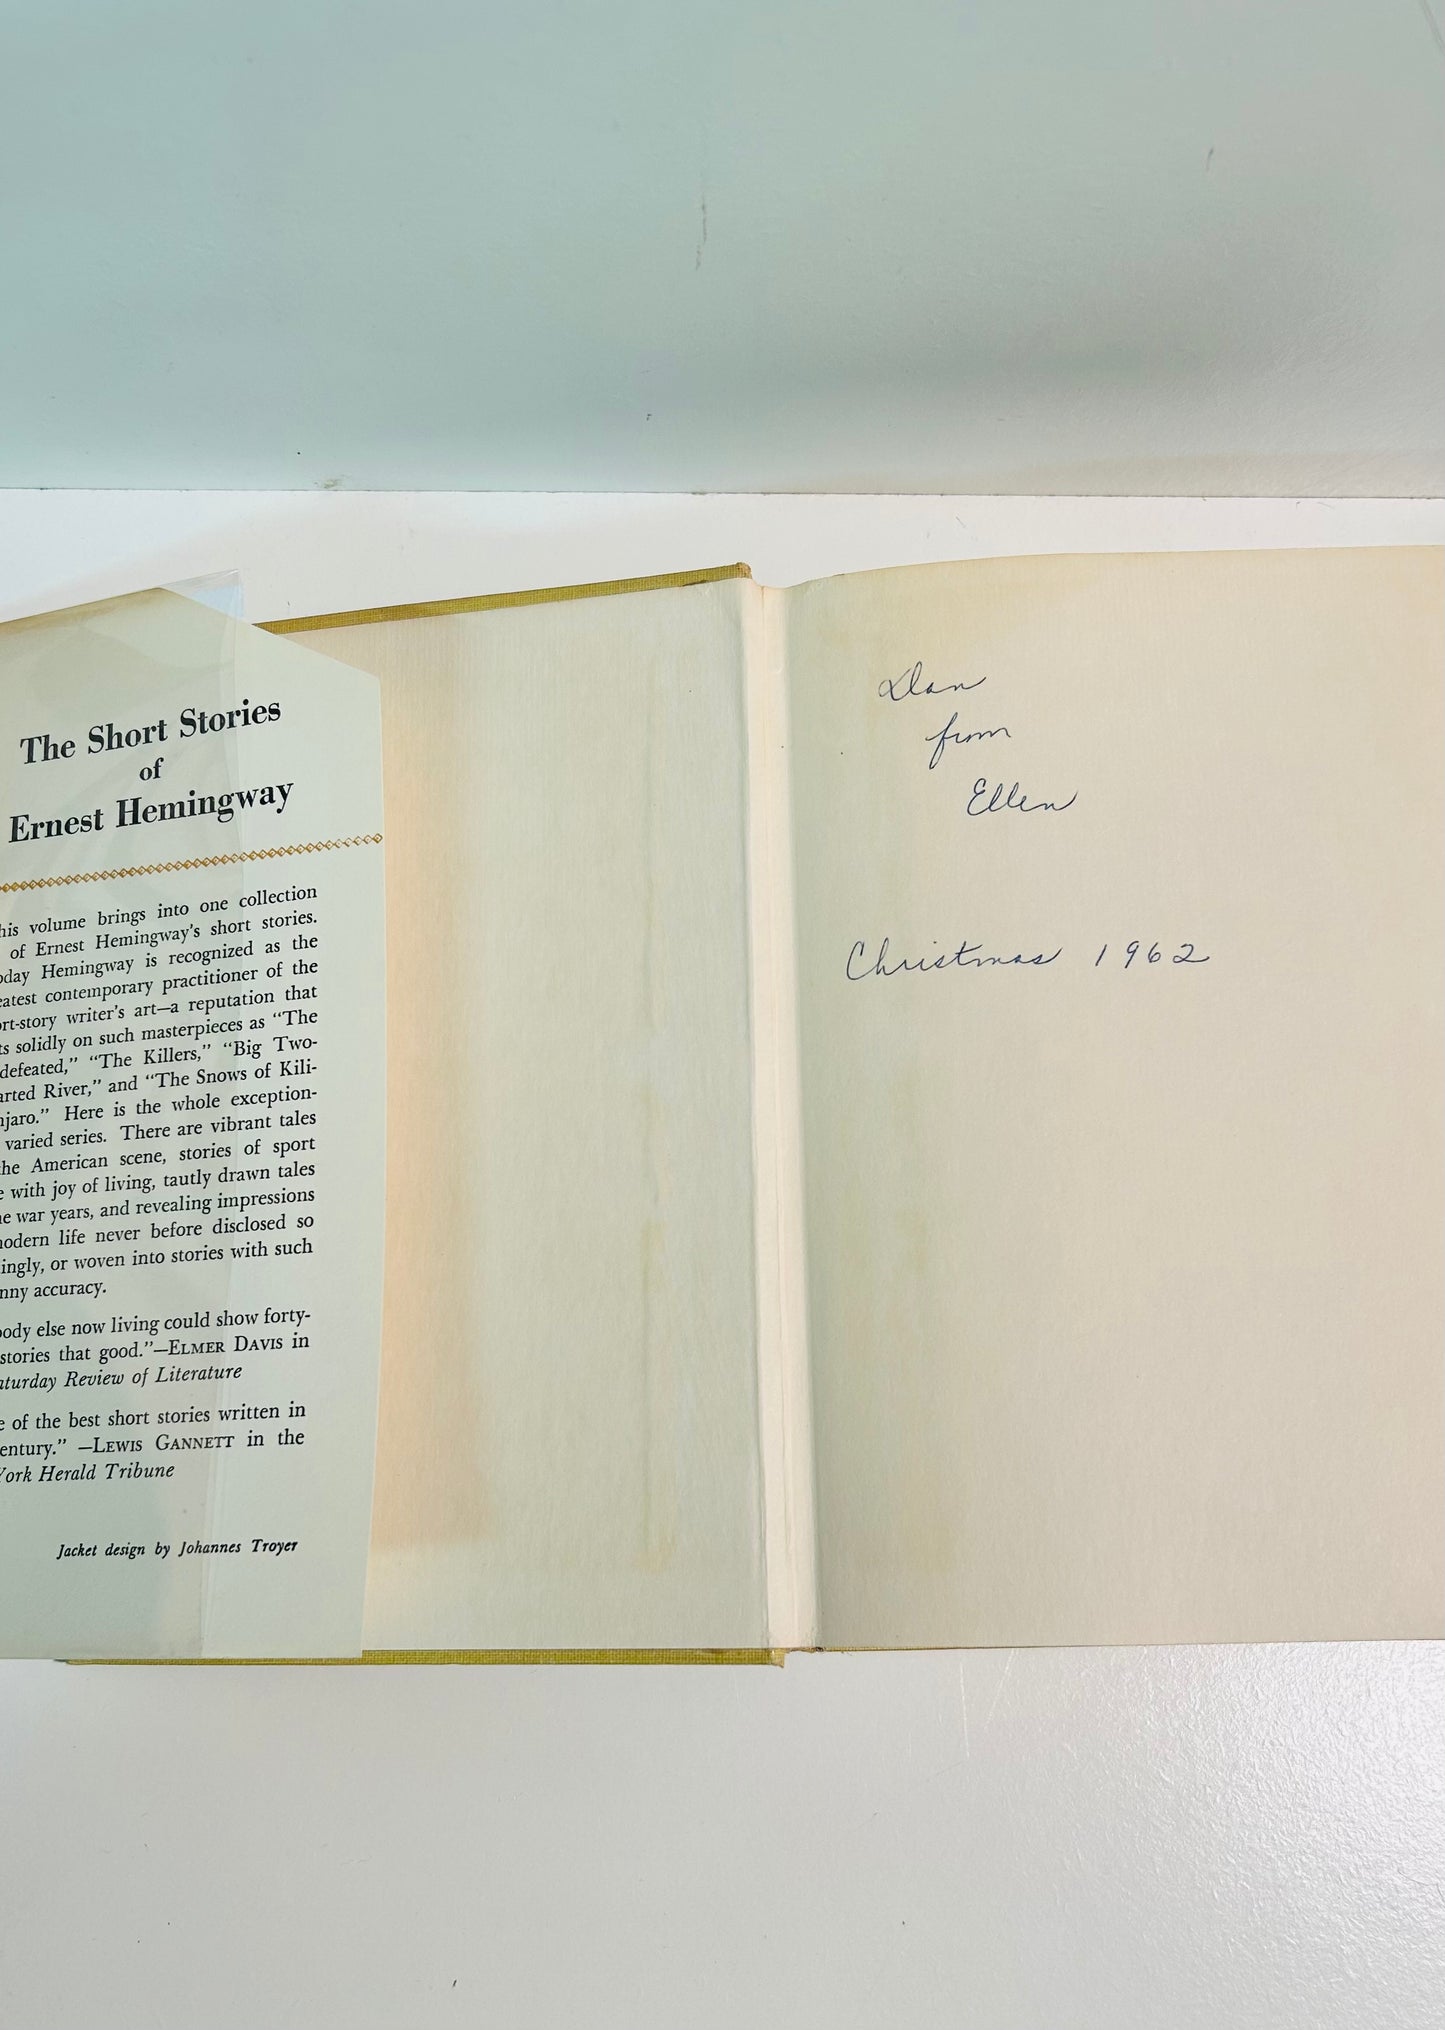 The Short Stories
of
Ernest Hemingway
his volume brings into one collection
of Ernest Hemingway's short stories.
oday Hemingway is recognized as the
eatest contemporary practitioner of the
ort-story writer's art—a reputation that
ts solidly on such masterpieces as "The
defeated," "The Killers," "Big Two-
arted River," and "The Snows of Kili-
njaro." Here is the whole exception-
varied series. There are vibrant tales
the American scene, stories of sport
e with joy of living, tautly drawn tales
he war years, and revealing impressions
modern life never before disclosed so
ingly, or woven into stories with such
nny accuracy.
body else now living could show forty-
stories that good."—ELMER DAVIS in
aturday Review of Literature
e of the best short stories written in
entury." —LEWIS GANNETT in the
York Herald Tribune
Jacket design by Johannes Troyer
Dan
from
Ellen
Christmas 1962